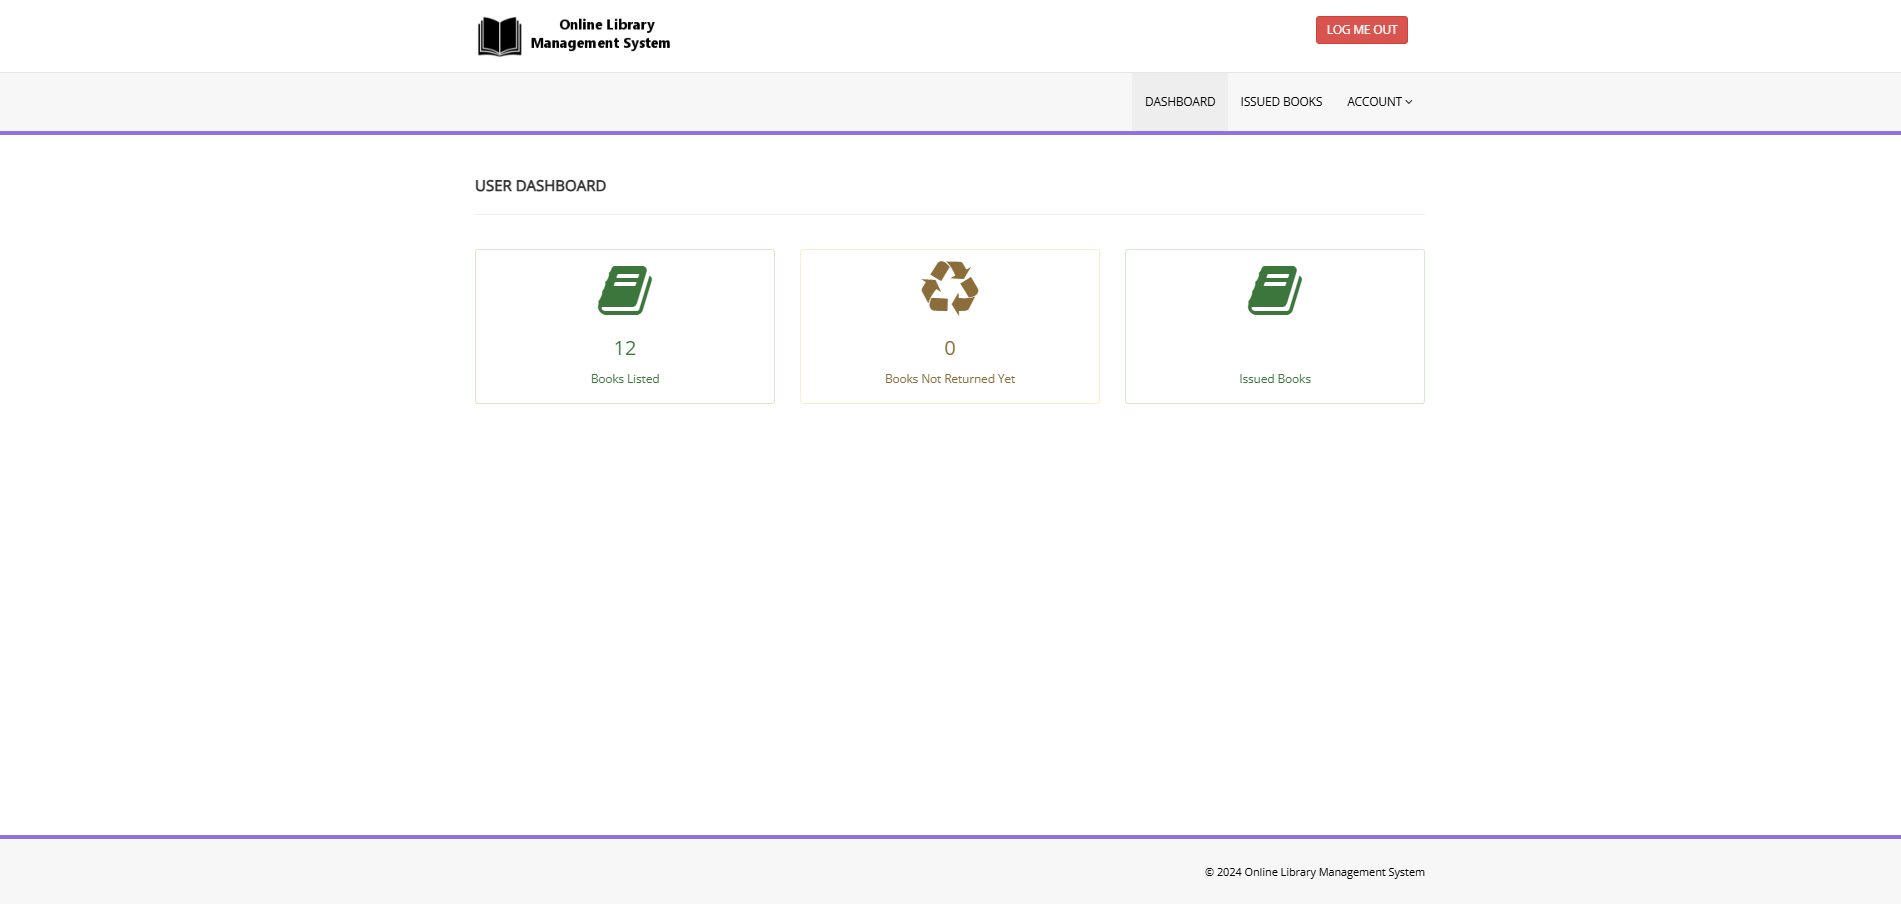 Online Library
Management System
LOG ME OUT
DASHBOARD
ISSUED BOOKS
ACCOUNT
USER DASHBOARD
12
Books Listed
0
Books Not Returned Yet
Issued Books
© 2024 Online Library Management System